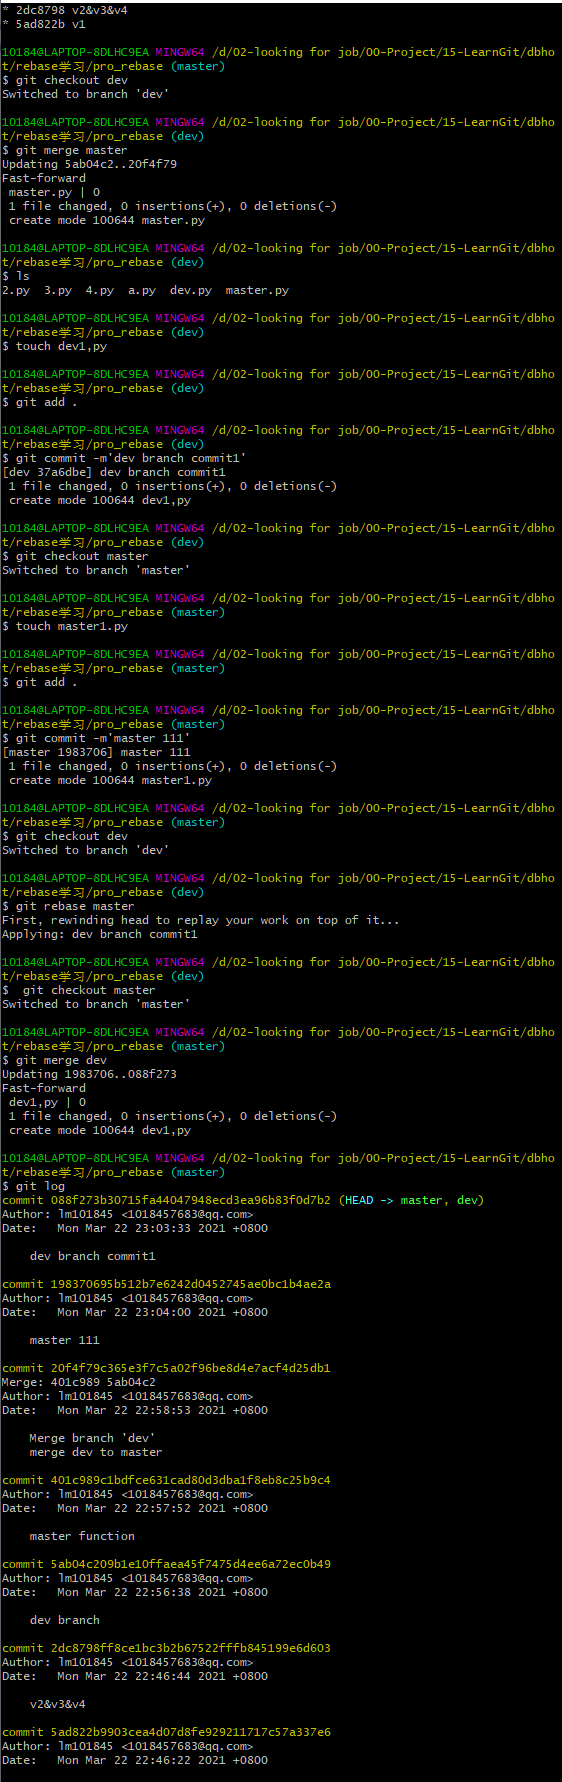 * 2dc8798 v2&v3&v4
* 5ad822b v1
10184@LAPTOP-8DLHC9EA MINGW64 /d/02-looking for job/00-Project/15-LearnGit/dbho
t/rebase学习/pro_rebase (master)
$ git checkout dev
Switched to branch 'dev'
10184@LAPTOP-8DLHC9EA MINGW64 /d/02-looking for job/00-Project/15-LearnGit/dbho
t/rebase学习/pro_rebase (dev)
$ git merge master
Updating 5ab04c2..20f4f79
Fast-forward
 master.py | 0
 1 file changed, 0 insertions(+), 0 deletions(-)
 create mode 100644 master.py
10184@LAPTOP-8DLHC9EA MINGW64 /d/02-looking for job/00-Project/15-LearnGit/dbho
t/rebase学习/pro_rebase (dev)
$ ls
2.py  3.py  4.py  a.py  dev.py  master.py
10184@LAPTOP-8DLHC9EA MINGW64 /d/02-looking for job/00-Project/15-LearnGit/dbho
t/rebase学习/pro_rebase (dev)
$ touch dev1,py
10184@LAPTOP-8DLHC9EA MINGW64 /d/02-looking for job/00-Project/15-LearnGit/dbho
t/rebase学习/pro_rebase (dev)
$ git add .
10184@LAPTOP-8DLHC9EA MINGW64 /d/02-looking for job/00-Project/15-LearnGit/dbho
t/rebase学习/pro_rebase (dev)
$ git commit -m'dev branch commit1'
[dev 37a6dbe] dev branch commit1
 1 file changed, 0 insertions(+), 0 deletions(-)
 create mode 100644 dev1,py
10184@LAPTOP-8DLHC9EA MINGW64 /d/02-looking for job/00-Project/15-LearnGit/dbho
t/rebase学习/pro_rebase (dev)
$ git checkout master
Switched to branch 'master'
10184@LAPTOP-8DLHC9EA MINGW64 /d/02-looking for job/00-Project/15-LearnGit/dbho
t/rebase学习/pro_rebase (master)
$ touch master1.py
10184@LAPTOP-8DLHC9EA MINGW64 /d/02-looking for job/00-Project/15-LearnGit/dbho
t/rebase学习/pro_rebase (master)
$ git add .
10184@LAPTOP-8DLHC9EA MINGW64 /d/02-looking for job/00-Project/15-LearnGit/dbho
t/rebase学习/pro_rebase (master)
$ git commit -m'master 111'
[master 1983706] master 111
 1 file changed, 0 insertions(+), 0 deletions(-)
 create mode 100644 master1.py
10184@LAPTOP-8DLHC9EA MINGW64 /d/02-looking for job/00-Project/15-LearnGit/dbho
t/rebase学习/pro_rebase (master)
$ git checkout dev
Switched to branch 'dev'
10184@LAPTOP-8DLHC9EA MINGW64 /d/02-looking for job/00-Project/15-LearnGit/dbho
t/rebase学习/pro_rebase (dev)
$ git rebase master
First, rewinding head to replay your work on top of it...
Applying: dev branch commit1
10184@LAPTOP-8DLHC9EA MINGW64 /d/02-looking for job/00-Project/15-LearnGit/dbho
t/rebase学习/pro_rebase (dev)
$  git checkout master
Switched to branch 'master'
10184@LAPTOP-8DLHC9EA MINGW64 /d/02-looking for job/00-Project/15-LearnGit/dbho
t/rebase学习/pro_rebase (master)
$ git merge dev
Updating 1983706..088f273
Fast-forward
 dev1,py | 0
 1 file changed, 0 insertions(+), 0 deletions(-)
 create mode 100644 dev1,py
10184@LAPTOP-8DLHC9EA MINGW64 /d/02-looking for job/00-Project/15-LearnGit/dbho
t/rebase学习/pro_rebase (master)
$ git log
commit 088f273b30715fa44047948ecd3ea96b83f0d7b2 (HEAD -> master, dev)
Author: lm101845 <1018457683@qq.com>
Date:   Mon Mar 22 23:03:33 2021 +0800
    dev branch commit1
commit 198370695b512b7e6242d0452745ae0bc1b4ae2a
Author: lm101845 <1018457683@qq.com>
Date:   Mon Mar 22 23:04:00 2021 +0800
    master 111
commit 20f4f79c365e3f7c5a02f96be8d4e7acf4d25db1
Merge: 401c989 5ab04c2
Author: lm101845 <1018457683@qq.com>
Date:   Mon Mar 22 22:58:53 2021 +0800
    Merge branch 'dev'
    merge dev to master
commit 401c989c1bdfce631cad80d3dba1f8eb8c25b9c4
Author: lm101845 <1018457683@qq.com>
Date:   Mon Mar 22 22:57:52 2021 +0800
    master function
commit 5ab04c209b1e10ffaea45f7475d4ee6a72ec0b49
Author: lm101845 <1018457683@qq.com>
Date:   Mon Mar 22 22:56:38 2021 +0800
    dev branch
commit 2dc8798ff8ce1bc3b2b67522fffb845199e6d603
Author: lm101845 <1018457683@qq.com>
Date:   Mon Mar 22 22:46:44 2021 +0800
    v2&v3&v4
commit 5ad822b9903cea4d07d8fe929211717c57a337e6
Author: lm101845 <1018457683@qq.com>
Date:   Mon Mar 22 22:46:22 2021 +0800